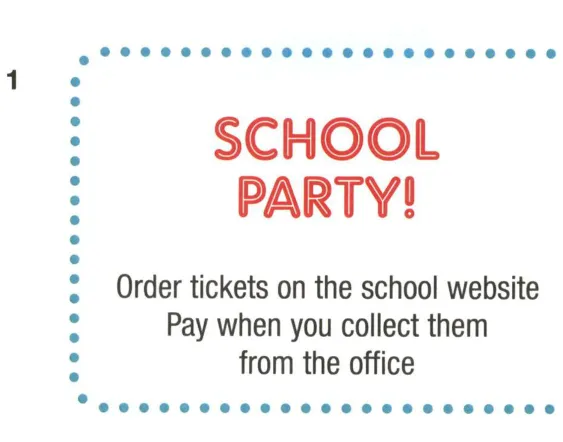 1
SCHOOL
PARTY!
Order tickets on the school website
Pay when you collect them
from the office